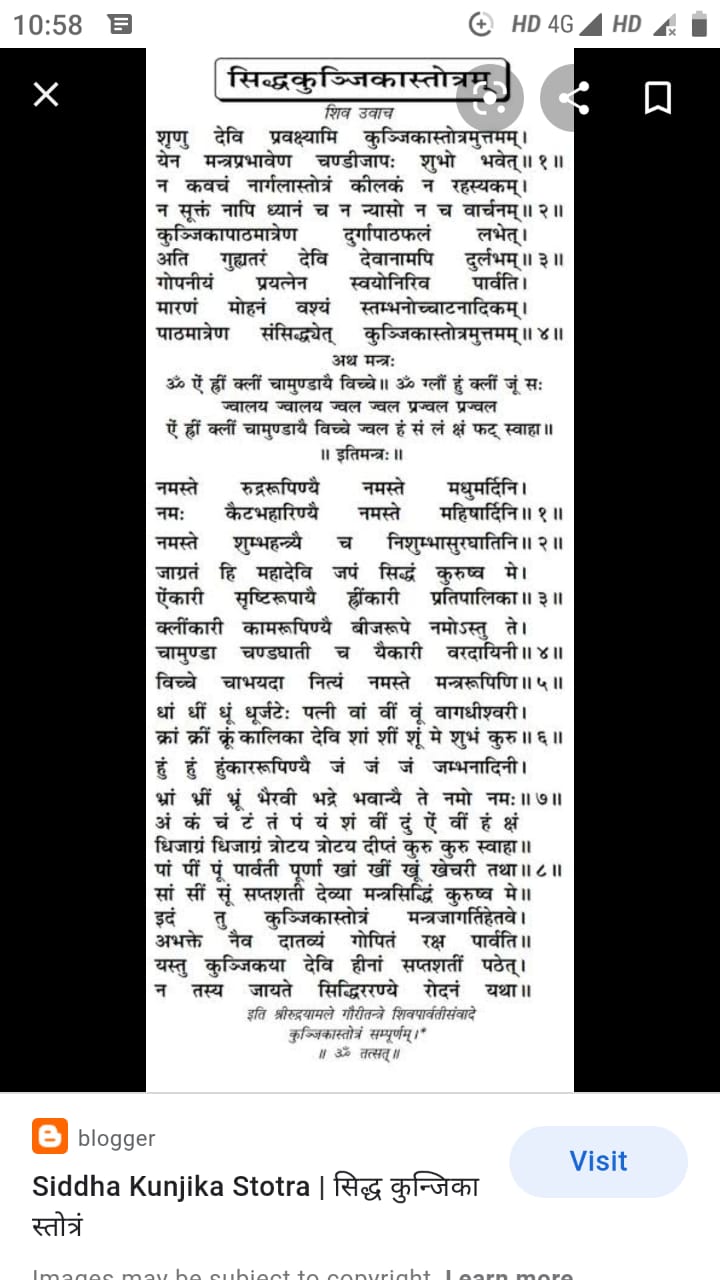 10:58
HD 4G HD
सिद्धकुञ्जिकास्तोत्रम्
शिव उवाच
शृणु देवि प्रवक्ष्यामि कुञ्जिकास्तोत्रमुत्तमम्।
येन मन्त्रप्रभावेण चण्डीजापः शुभो भवेत्॥१॥
न कवचं नार्गलास्तोत्रं कीलकं न रहस्यकम्।
न सूक्तं नापि ध्यानं च न न्यासो न च वार्चनम्॥२॥
कुञ्जिकापाठमात्रेण दुर्गापाठफलं लभेत्।
अति गुह्यतरं देवि देवानामपि दुर्लभम्॥३॥
गोपनीयं प्रयत्नेन स्वयोनिरिव पार्वति।
मारणं मोहनं वश्यं स्तम्भनोच्चाटनादिकम्।
पाठमात्रेण संसिद्ध्येत् कुञ्जिकास्तोत्रमुत्तमम्॥४॥
अथ मन्त्रः
ॐ ऐं ह्रीं क्लीं चामुण्डायै विच्चे॥ ॐ ग्लौं हुं क्लीं जूं सः
ज्वालय ज्वालय ज्वल ज्वल प्रज्वल प्रज्वल
ऐं ह्रीं क्लीं चामुण्डायै विच्चे ज्वल हं सं लं क्षं फट् स्वाहा॥
॥ इतिमन्त्रः॥
नमस्ते रुद्ररूपिण्यै नमस्ते मधुमर्दिनि।
नमः कैटभहारिण्यै नमस्ते महिषार्दिनि॥१॥
नमस्ते शुम्भहन्त्र्यै च निशुम्भासुरघातिनि॥२॥
जाग्रतं हि महादेवि जपं सिद्धं कुरुष्व मे।
ऐंकारी सृष्टिरूपायै ह्रींकारी प्रतिपालिका॥३॥
क्लींकारी कामरूपिण्यै बीजरूपे नमोऽस्तु ते।
चामुण्डा चण्डघाती च यैकारी वरदायिनी॥४॥
विच्चे चाभयदा नित्यं नमस्ते मन्त्ररूपिणि॥५॥
धां धीं धूं धूर्जटेः पत्नी वां वीं वूं वागधीश्वरी।
क्रां क्रीं क्रूं कालिका देवि शां शीं शूं मे शुभं कुरु॥६॥
हुं हुं हुंकाररूपिण्यै जं जं जं जम्भनादिनी।
भ्रां भ्रीं भ्रूं भैरवी भद्रे भवान्यै ते नमो नमः॥७॥
अं कं चं टं तं पं यं शं वीं दुं ऐं वीं हं क्षं
धिजाग्रं धिजाग्रं त्रोटय त्रोटय दीप्तं कुरु कुरु स्वाहा॥
पां पीं पूं पार्वती पूर्णा खां खीं खूं खेचरी तथा॥८॥
सां सीं सूं सप्तशती देव्या मन्त्रसिद्धिं कुरुष्व मे॥
इदं तु कुञ्जिकास्तोत्रं मन्त्रजागर्तिहेतवे।
अभक्ते नैव दातव्यं गोपितं रक्ष पार्वति॥
यस्तु कुञ्जिकया देवि हीनां सप्तशतीं पठेत्।
न तस्य जायते सिद्धिररण्ये रोदनं यथा॥
इति श्रीरुद्रयामले गौरीतन्त्रे शिवपार्वतीसंवादे
कुञ्जिकास्तोत्रं सम्पूर्णम्।*
॥ ॐ तत्सत्॥
blogger
Visit
Siddha Kunjika Stotra | सिद्ध कुन्जिका
स्तोत्रं
Images may be subject to copyright. Learn more